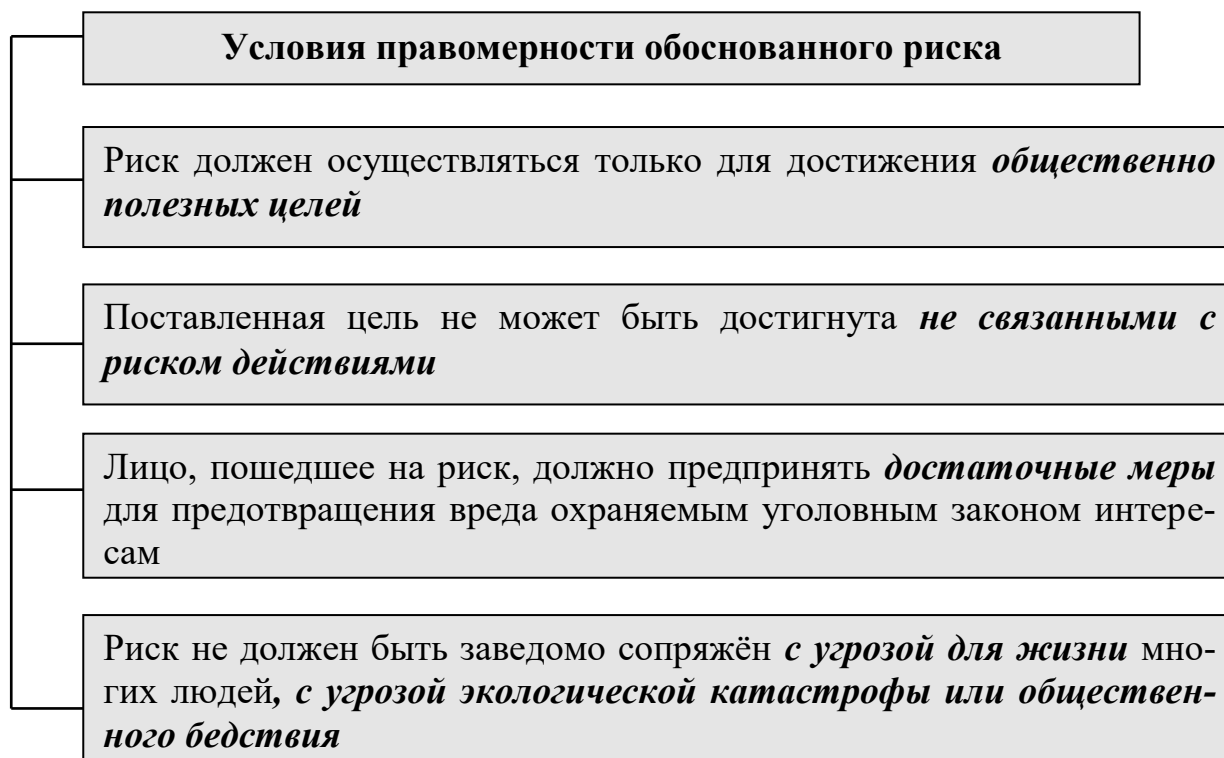 Условия правомерности обоснованного риска
Риск должен осуществляться только для достижения общественно
полезных целей
Поставленная цель не может быть достигнута не связанными с
риском действиями
Лицо, пошедшее на риск, должно предпринять достаточные меры
для предотвращения вреда охраняемым уголовным законом интере-
сам
Риск не должен быть заведомо сопряжён с угрозой для жизни мно-
гих людей, с угрозой экологической катастрофы или обществен-
ного бедствия